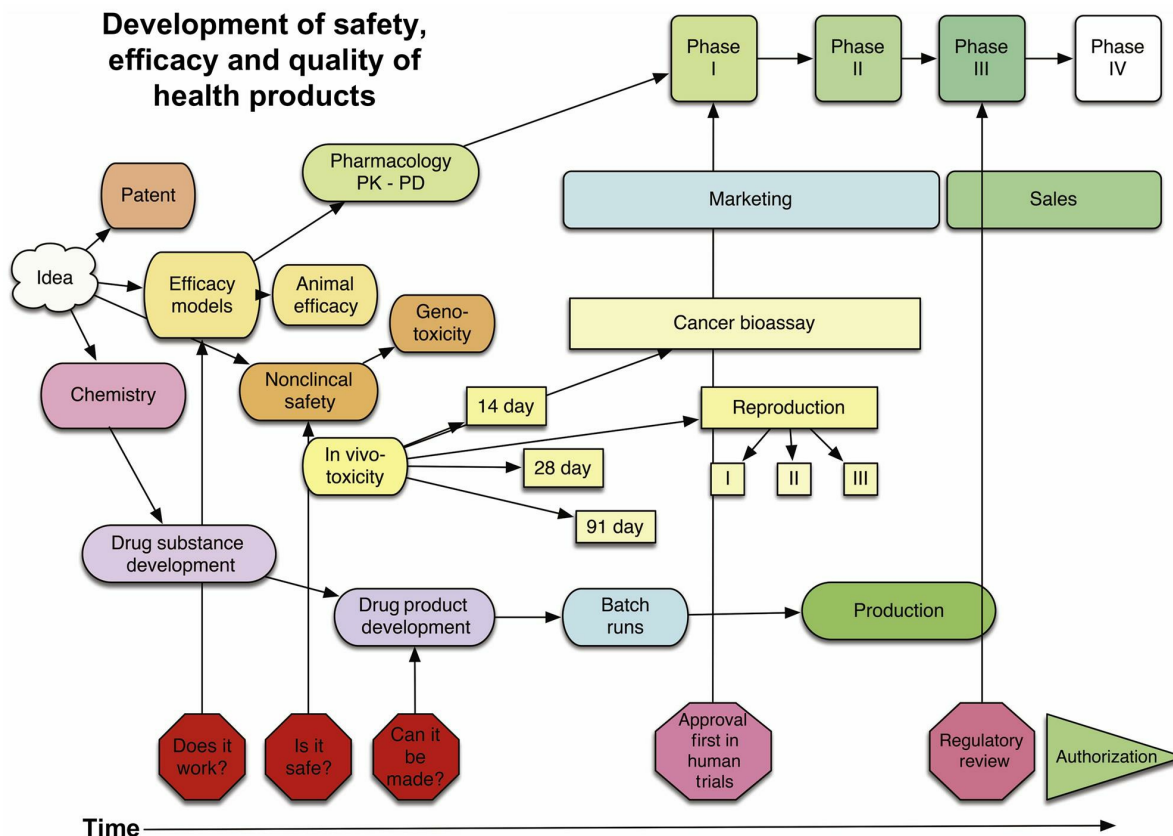 Development of safety,
efficacy and quality of
health products
Phase
I
Phase
II
Phase
III
Phase
IV
Pharmacology
PK - PD
Patent
Marketing
Sales
Idea
Efficacy
models
Animal
efficacy
Geno-
toxicity
Cancer bioassay
Chemistry
Nonclincal
safety
14 day
Reproduction
In vivo-
toxicity
28 day
I
II
III
91 day
Drug substance
development
Drug product
development
Batch
runs
Production
Does it
work?
Is it
safe?
Can it
be
made?
Approval
first in
human
trials
Regulatory
review
Authorization
Time